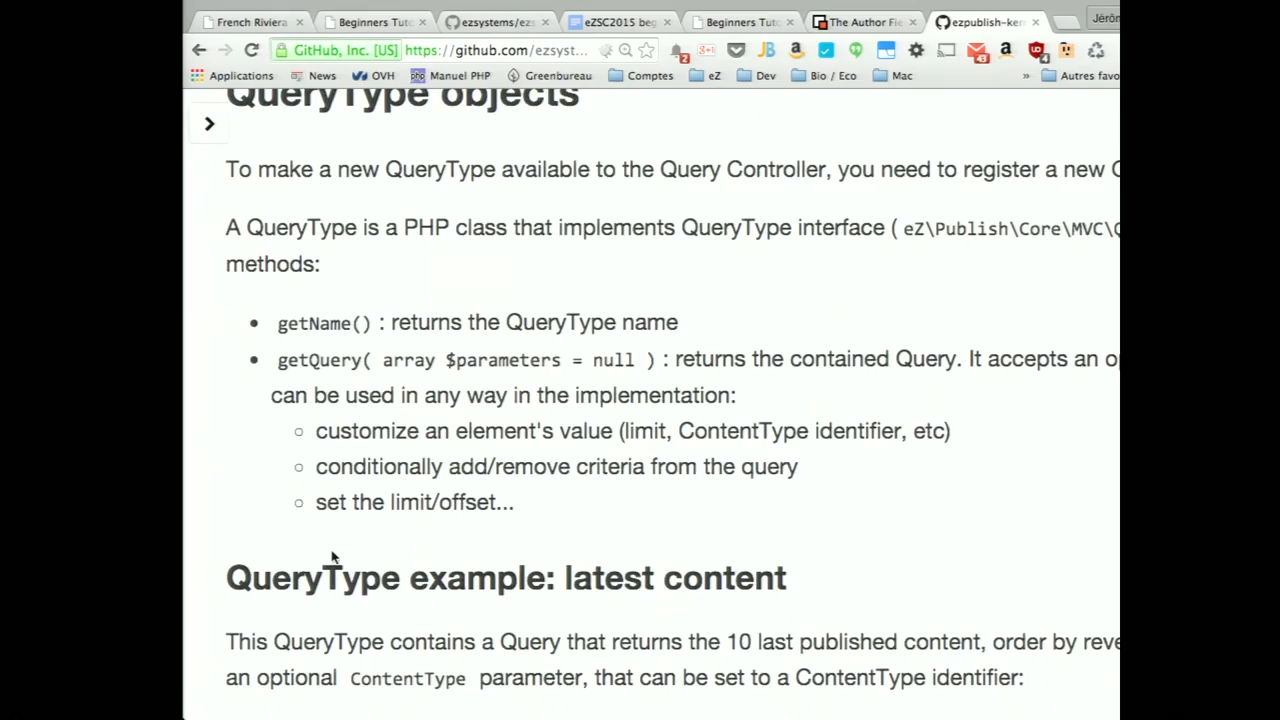 French Riviera
Beginners Tuto
ezsystems/ezs
eZSC2015 beg
Beginners Tuto
The Author Fie
ezpublish-ker
Jérôm
GitHub, Inc. [US]
https://github.com/ezsyst...
Applications
News
OVH
Manuel PHP
Greenbureau
Comptes
eZ
Dev
Bio / Eco
Mac
»
Autres favo
QueryType objects
To make a new QueryType available to the Query Controller, you need to register a new
A QueryType is a PHP class that implements QueryType interface ( eZ\Publish\Core\MVC\
methods:
getName() : returns the QueryType name
getQuery( array $parameters = null ) : returns the contained Query. It accepts an
can be used in any way in the implementation:
customize an element's value (limit, ContentType identifier, etc)
conditionally add/remove criteria from the query
set the limit/offset...
QueryType example: latest content
This QueryType contains a Query that returns the 10 last published content, order by reve
an optional ContentType parameter, that can be set to a ContentType identifier: